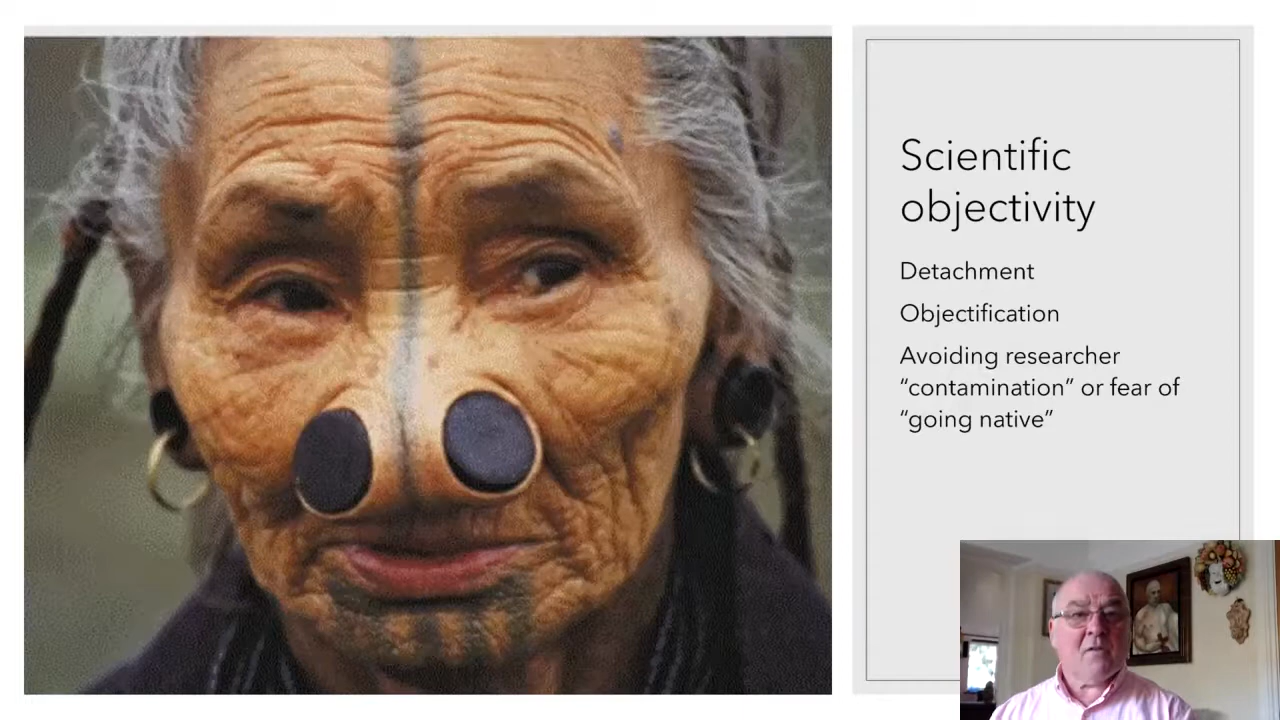 Scientific
objectivity
Detachment
Objectification
Avoiding researcher
“contamination” or fear of
“going native”